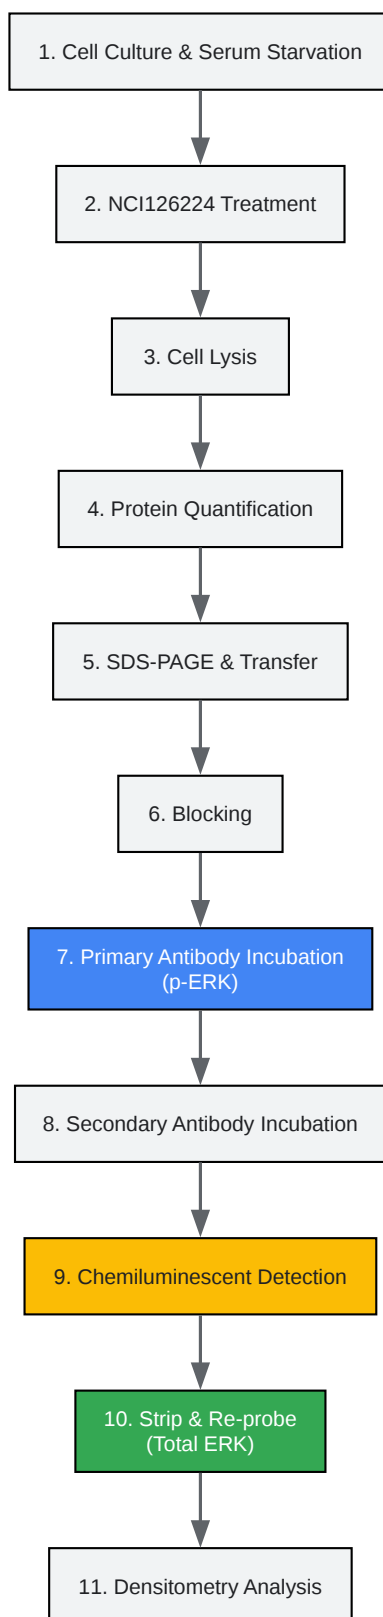 1. Cell Culture & Serum Starvation
2. NCI126224 Treatment
3. Cell Lysis
4. Protein Quantification
5. SDS-PAGE & Transfer
6. Blocking
7. Primary Antibody Incubation
(p-ERK)
8. Secondary Antibody Incubation
9. Chemiluminescent Detection
10. Strip & Re-probe
(Total ERK)
11. Densitometry Analysis